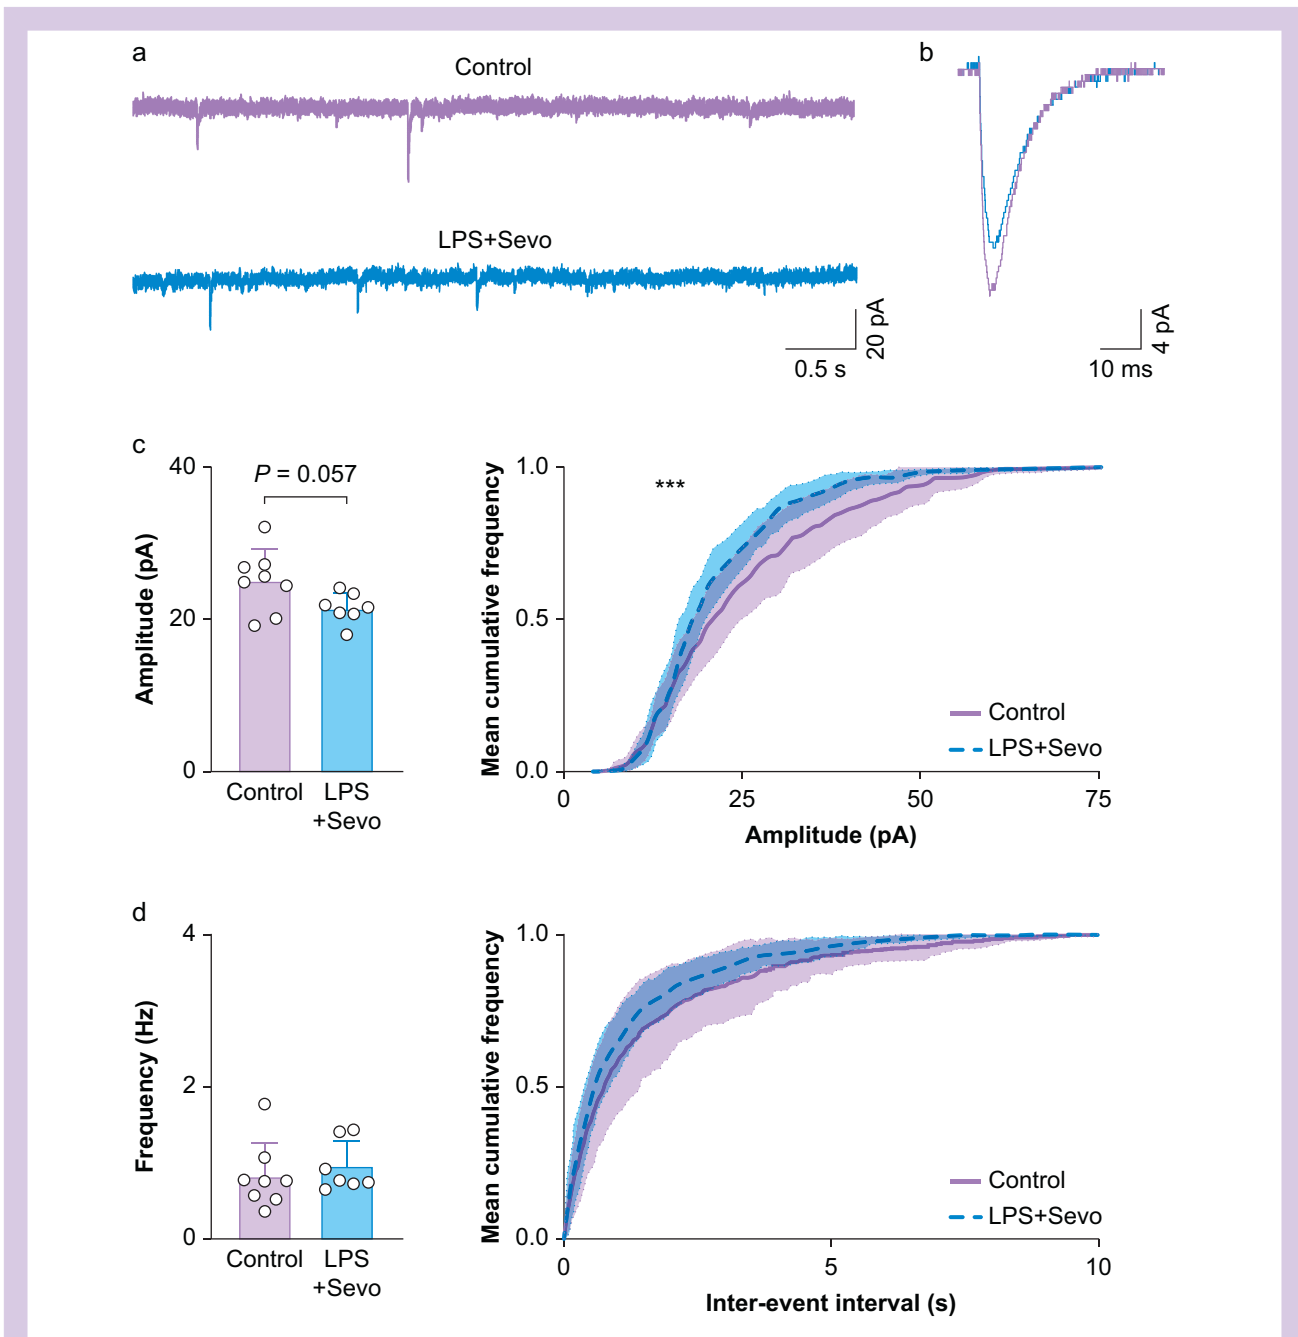 a
Control
LPS+Sevo
20 pA
0.5 s
b
4 pA
10 ms
c
40
20
0
Amplitude (pA)
P = 0.057
Control
LPS
+Sevo
1.0
0.5
0.0
Mean cumulative frequency
***
Control
LPS+Sevo
0
25
50
75
Amplitude (pA)
d
4
2
0
Frequency (Hz)
Control
LPS
+Sevo
1.0
0.5
0.0
Mean cumulative frequency
Control
LPS+Sevo
0
5
10
Inter-event interval (s)